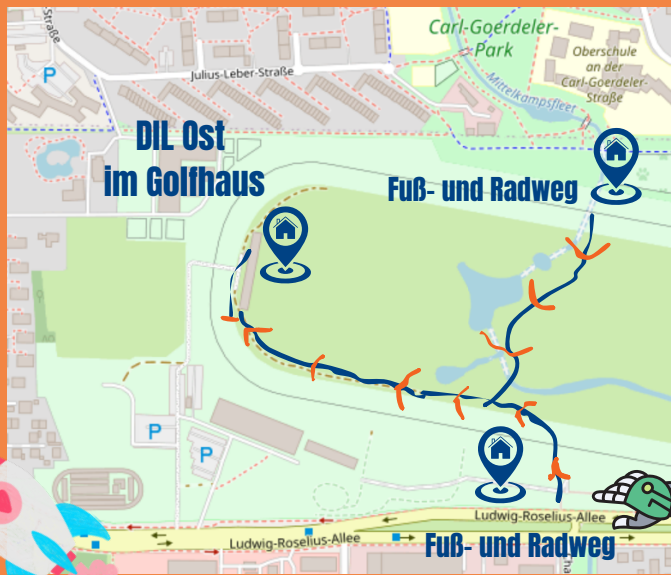 Straße
Carl-Goerdeler-
Park
Oberschule
an der
Carl-Goerdeler-
Straße
P
Julius-Leber-Straße
Mittelkampsfleet
DIL Ost
im Golfhaus
Fuß- und Radweg
P
P
Ludwig-Roselius-Allee
Ludwig-Roselius-Allee
Fuß- und Radweg